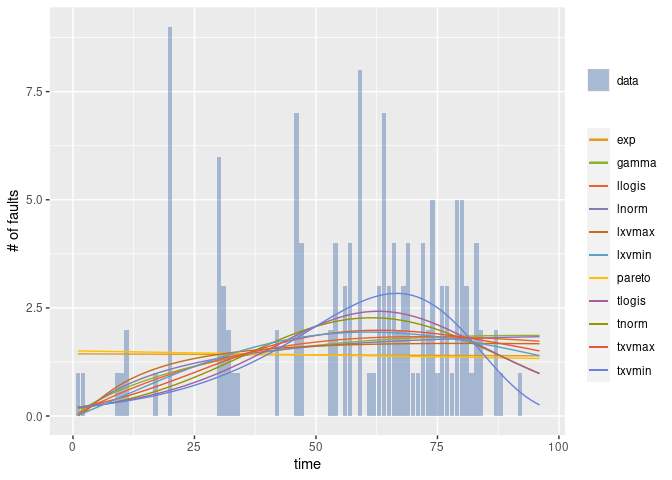 7.5
5.0
2.5
0.0
# of faults
0
25
50
75
100
time
data
exp
gamma
llogis
lnorm
lxvmax
lxvmin
pareto
tlogis
tnorm
txvmax
txvmin